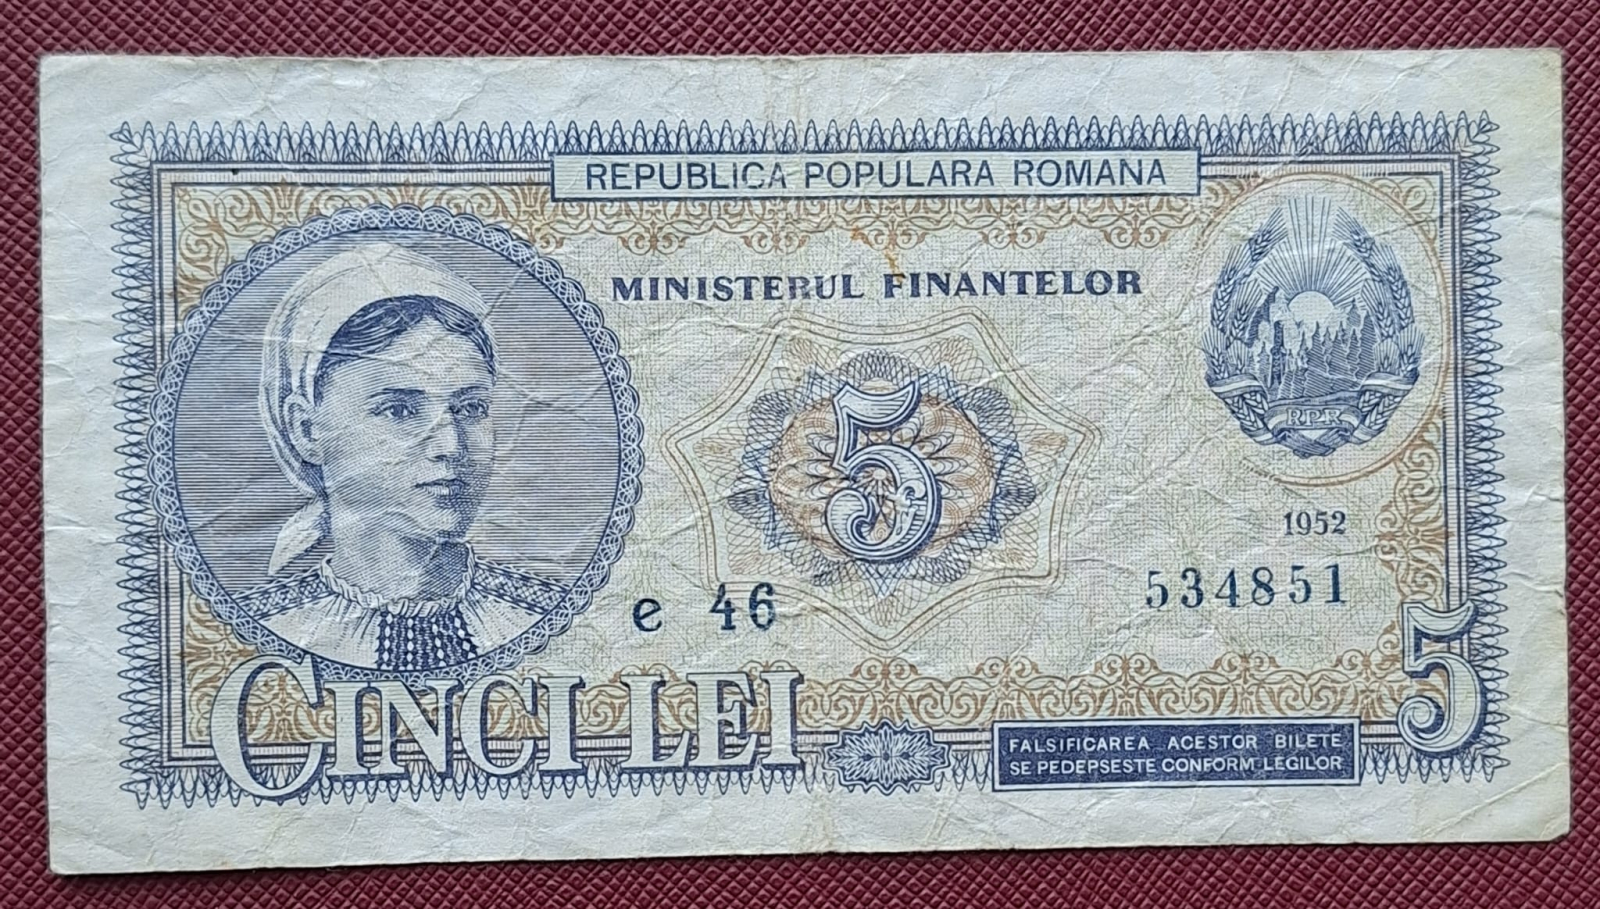 REPUBLICA POPULARA ROMANA
MINISTERUL FINANTELOR
5
RPR
1952
534851
e 46
CINCI LEI
5
FALSIFICAREA ACESTOR BILETE
SE PEDEPSESTE CONFORM LEGILOR